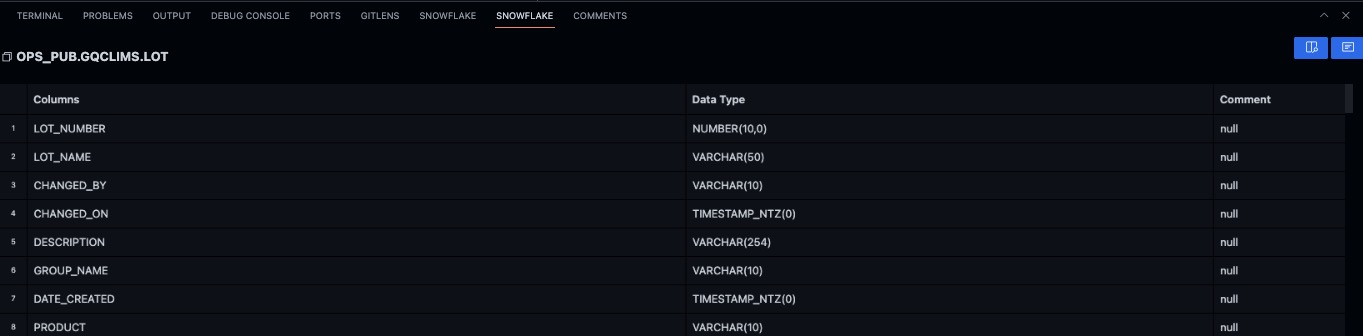 TERMINAL PROBLEMS OUTPUT DEBUG CONSOLE PORTS GITLENS SNOWFLAKE SNOWFLAKE COMMENTS
OPS_PUB.GQCLIMS.LOT
Columns Data Type Comment
1 LOT_NUMBER NUMBER(10,0) null
2 LOT_NAME VARCHAR(50) null
3 CHANGED_BY VARCHAR(10) null
4 CHANGED_ON TIMESTAMP_NTZ(0) null
5 DESCRIPTION VARCHAR(254) null
6 GROUP_NAME VARCHAR(10) null
7 DATE_CREATED TIMESTAMP_NTZ(0) null
8 PRODUCT VARCHAR(10) null